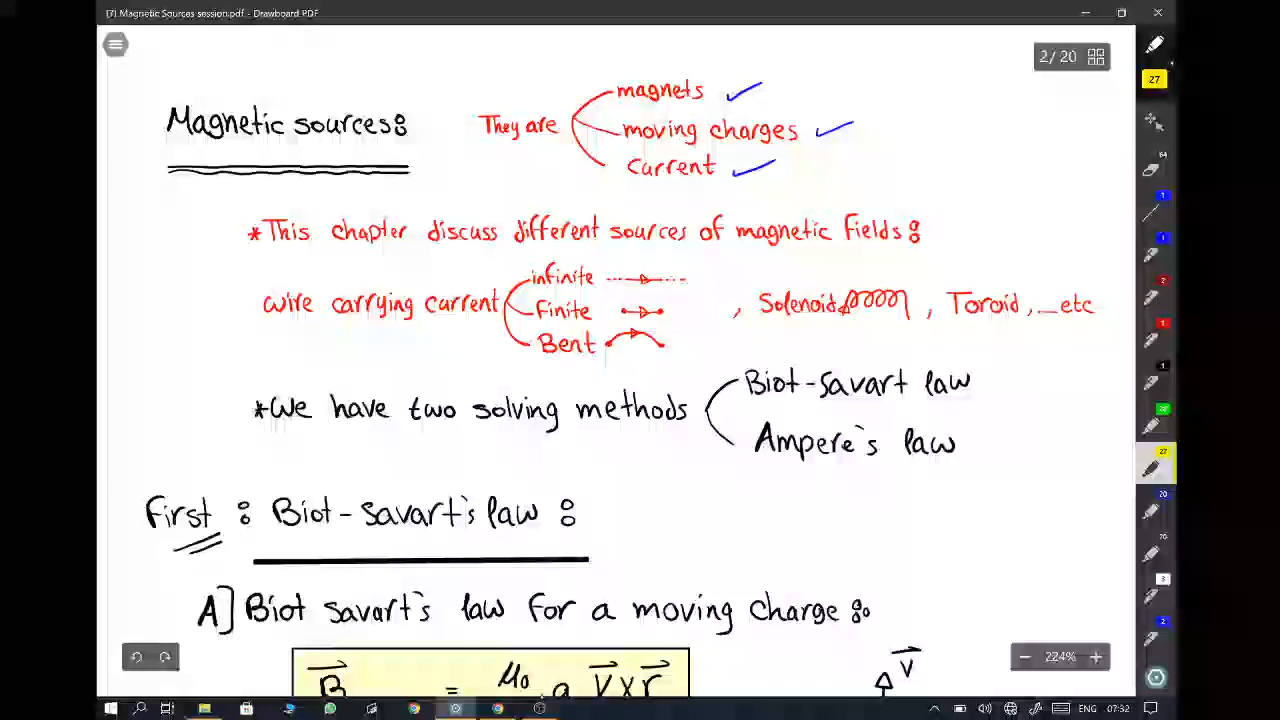 (7) Magnetic Sources session.pdf - Drawboard PDF
2 / 20
Magnetic sources:
They are
magnets
moving charges
current
*This chapter discuss different sources of magnetic fields:
wire carrying current
infinite
Finite
Bent
, Solenoid , Toroid, _etc
*We have two solving methods
Biot-Savart law
Ampere's law
First : Biot-Savart's law :
A] Biot savart's law for a moving charge :
B = μ₀ q V×r
V
224%
ENG 07:32